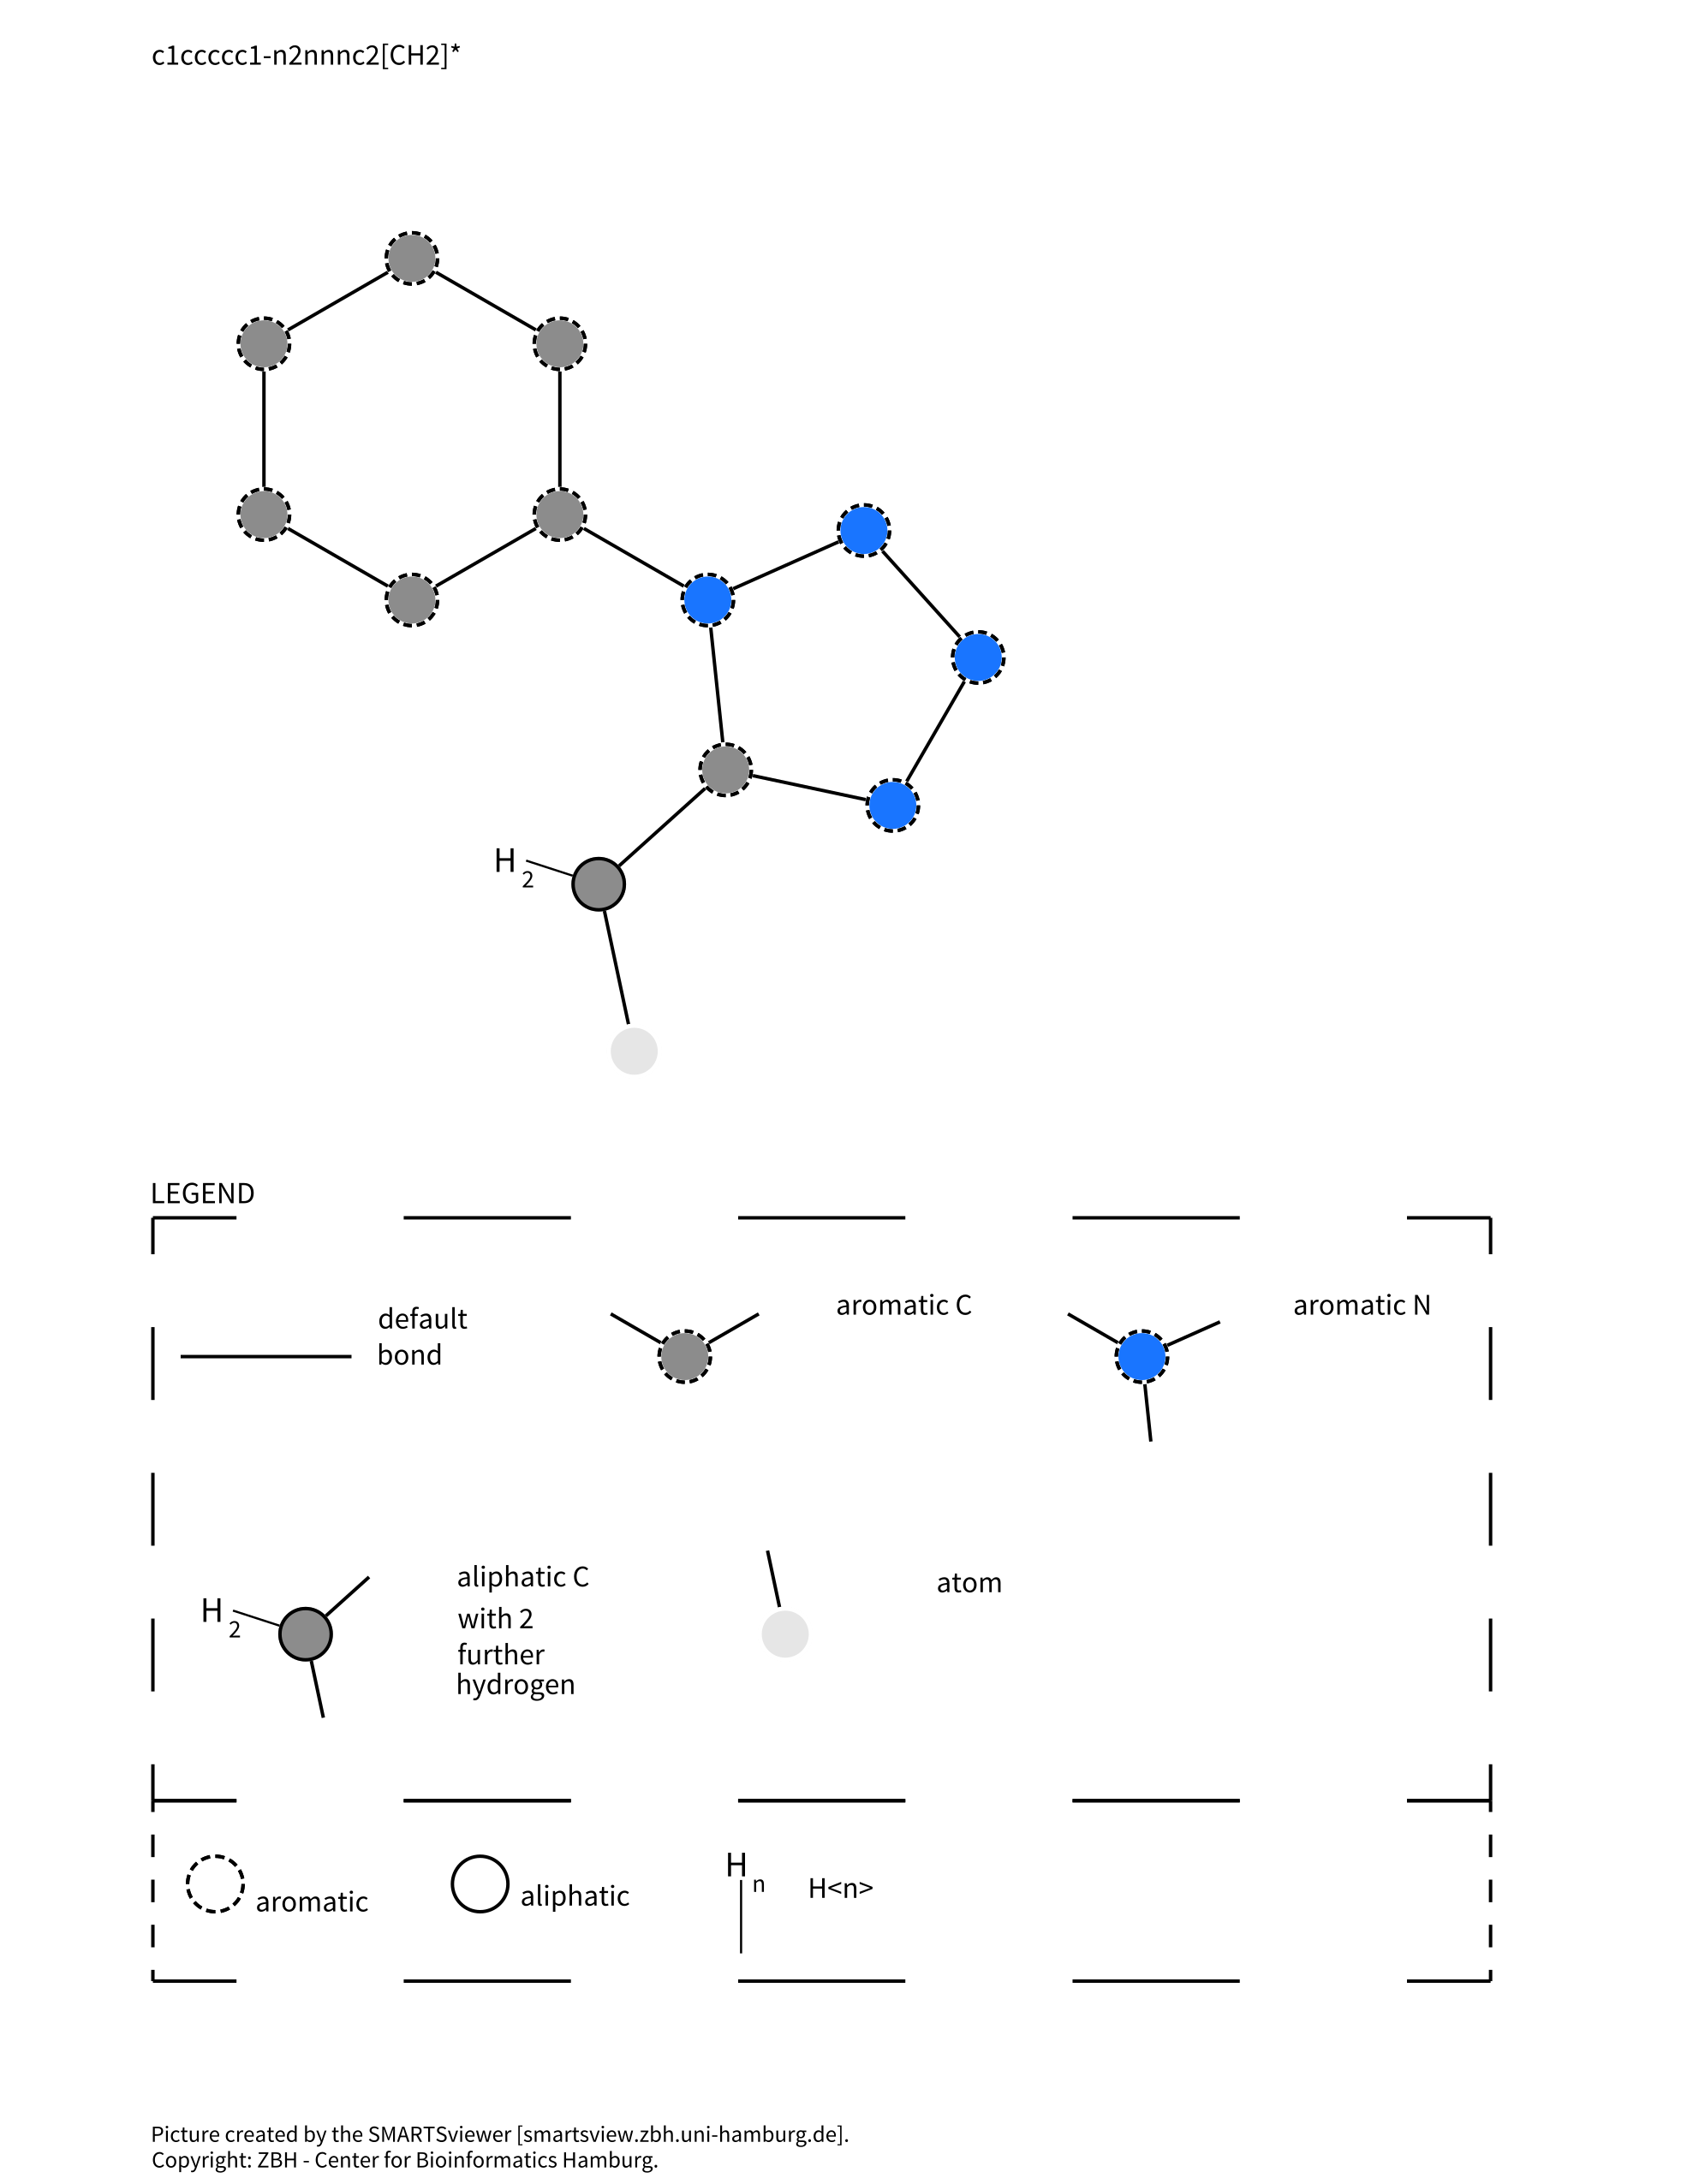 c1ccccc1-n2nnnc2[CH2]*
H
2
LEGEND
default
bond
aromatic C
aromatic N
H
2
aliphatic C
with 2
further
hydrogen
atom
aromatic
aliphatic
H
n
H<n>
Picture created by the SMARTSviewer [smartsview.zbh.uni-hamburg.de].
Copyright: ZBH - Center for Bioinformatics Hamburg.